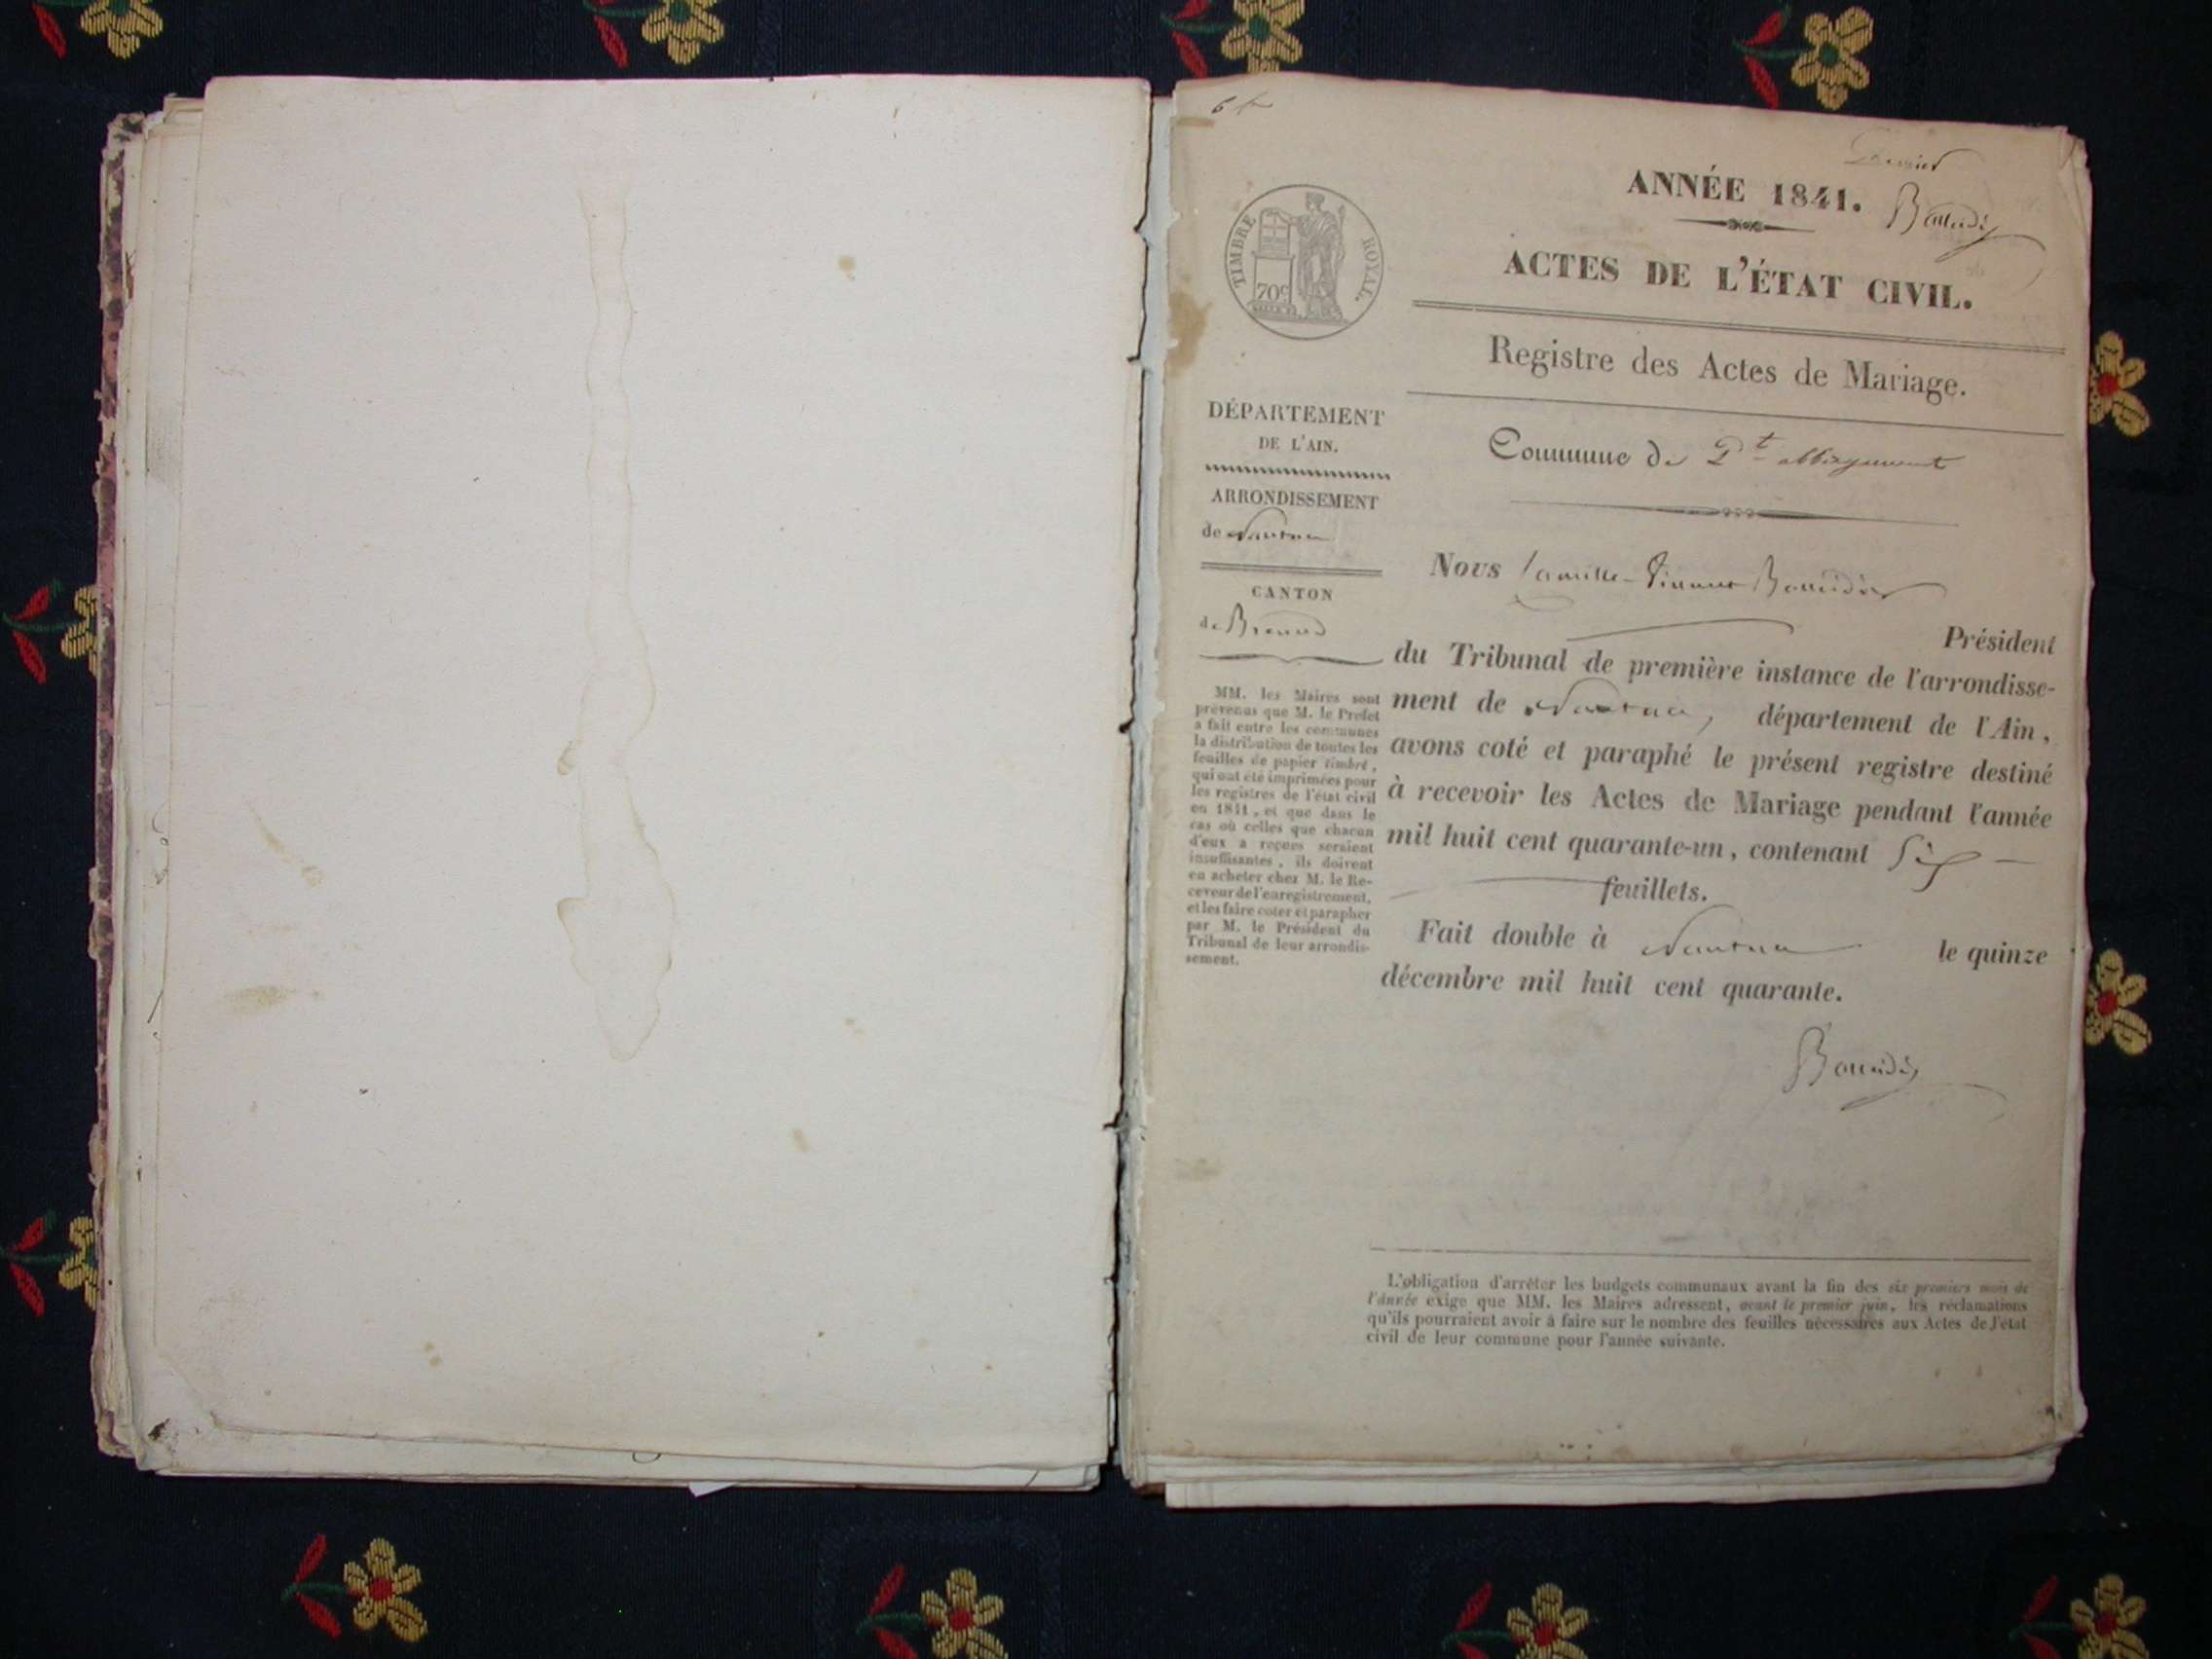 6 f
Premier
ANNÉE 1841.
ACTES DE L'ÉTAT CIVIL.
TIMBRE ROYAL.
70c
Registre des Actes de Mariage.
DÉPARTEMENT
DE L'AIN.
Commune de Pt abbergement
ARRONDISSEMENT
de Nantua
CANTON
de Brenod
MM. les Maires sont
prévenus que M. le Préfet
a fait entre les communes
la distribution de toutes les
feuilles de papier timbré,
qui ont été imprimées pour
les registres de l'état civil
en 1841, et que dans le
cas où celles que chacun
d'eux a reçues seraient
insuffisantes, ils doivent
en acheter chez M. le Re-
ceveur de l'enregistrement,
et les faire coter et parapher
par M. le Président du
Tribunal de leur arrondis-
sement.
Nous Camille-Vincent
Président
du Tribunal de première instance de l'arrondisse-
ment de Nantua, département de l'Ain,
avons coté et paraphé le présent registre destiné
à recevoir les Actes de Mariage pendant l'année
mil huit cent quarante-un, contenant Six
feuillets.
Fait double à Nantua le quinze
décembre mil huit cent quarante.
L'obligation d'arrêter les budgets communaux avant la fin des six premiers mois de
l'année exige que MM. les Maires adressent, avant le premier juin, les réclamations
qu'ils pourraient avoir à faire sur le nombre des feuilles nécessaires aux Actes de l'état
civil de leur commune pour l'année suivante.